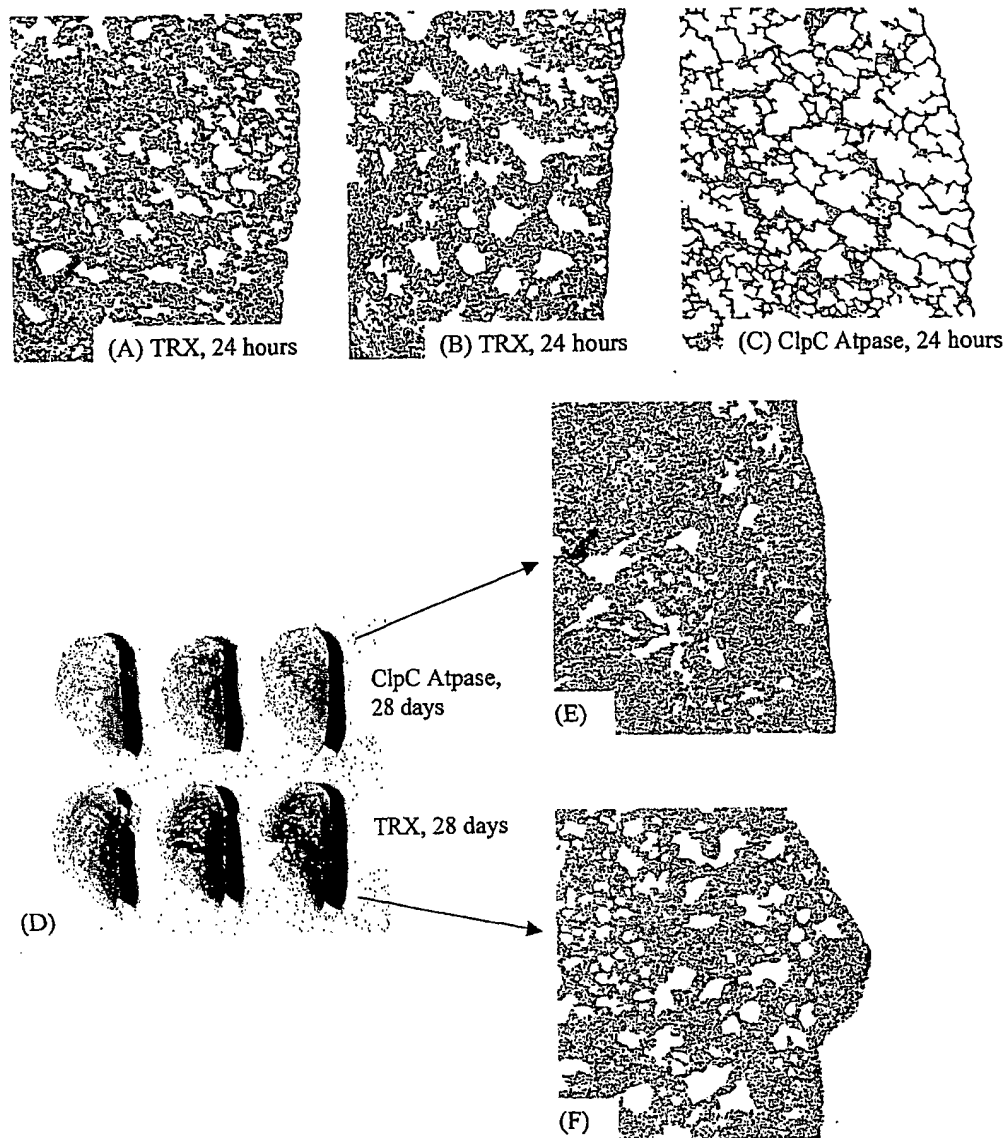 (A) TRX, 24 hours
(B) TRX, 24 hours
(C) ClpC Atpase, 24 hours
ClpC Atpase,
28 days
(E)
TRX, 28 days
(D)
(F)